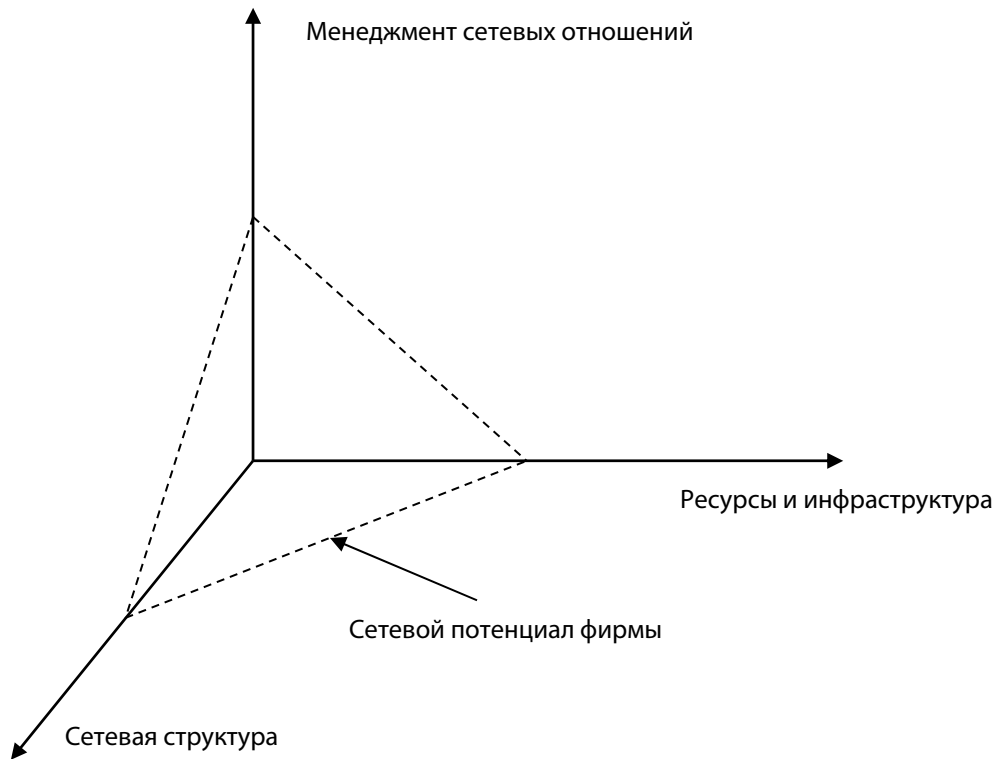 Менеджмент сетевых отношений
Ресурсы и инфраструктура
Сетевой потенциал фирмы
Сетевая структура